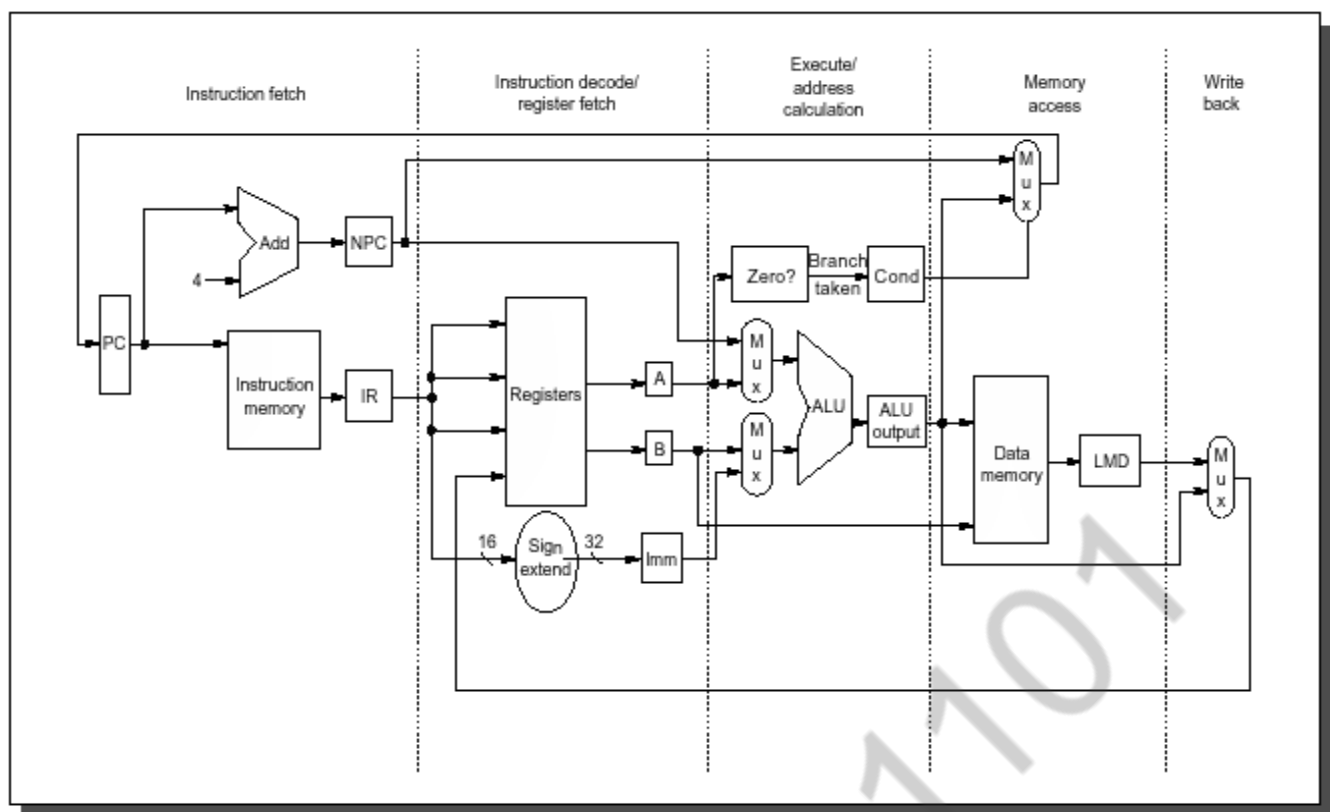 Instruction fetch
Instruction decode/
register fetch
Execute/
address
calculation
Memory
access
Write
back
M
u
x
Add
NPC
4
Zero?
Branch
taken
Cond
PC
Instruction
memory
IR
Registers
A
B
M
u
x
M
u
x
ALU
ALU
output
Data
memory
LMD
M
u
x
16
Sign
extend
32
Imm
1101